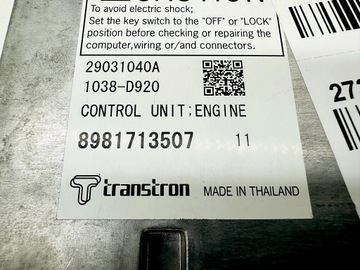 To avoid electric shock;
Set the key switch to the "OFF" or "LOCK"
position before checking or repairing the
computer,wiring or/and connectors.
29031040A
1038-D920
CONTROL UNIT;ENGINE
8981713507 11
transtron MADE IN THAILAND
271